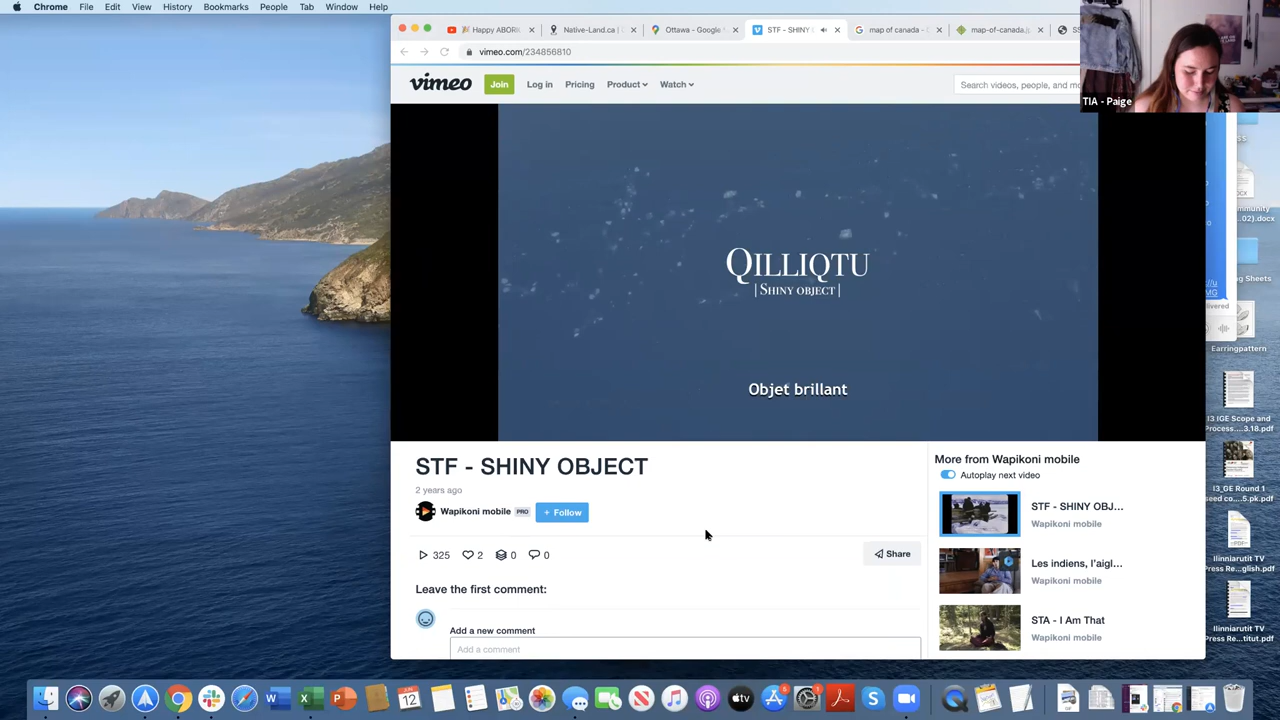 Chrome File Edit View History Bookmarks People Tab Window Help
Happy ABORI
Native-Land.ca |
Ottawa - Google
STF - SHINY
map of canada -
map-of-canada.j
vimeo.com/234856810
vimeo Join Log in Pricing Product Watch
Search videos, people, and mo
TIA - Paige
QILLIQTU
| SHINY OBJECT |
Objet brillant
STF - SHINY OBJECT
2 years ago
Wapikoni mobile PRO + Follow
325 2 0 0
Share
Leave the first comment:
Add a new comment
Add a comment
More from Wapikoni mobile
Autoplay next video
STF - SHINY OBJ...
Wapikoni mobile
Les indiens, l'aigl...
Wapikoni mobile
STA - I Am That
Wapikoni mobile
ng Sheets
Earringpattern
I3 IGE Scope and
Process....3.18.pdf
I3_GE Round 1
seed co...5.pk.pdf
Ilinniarutit TV
Press Re...glish.pdf
Ilinniarutit TV
Press Re...titut.pdf
12